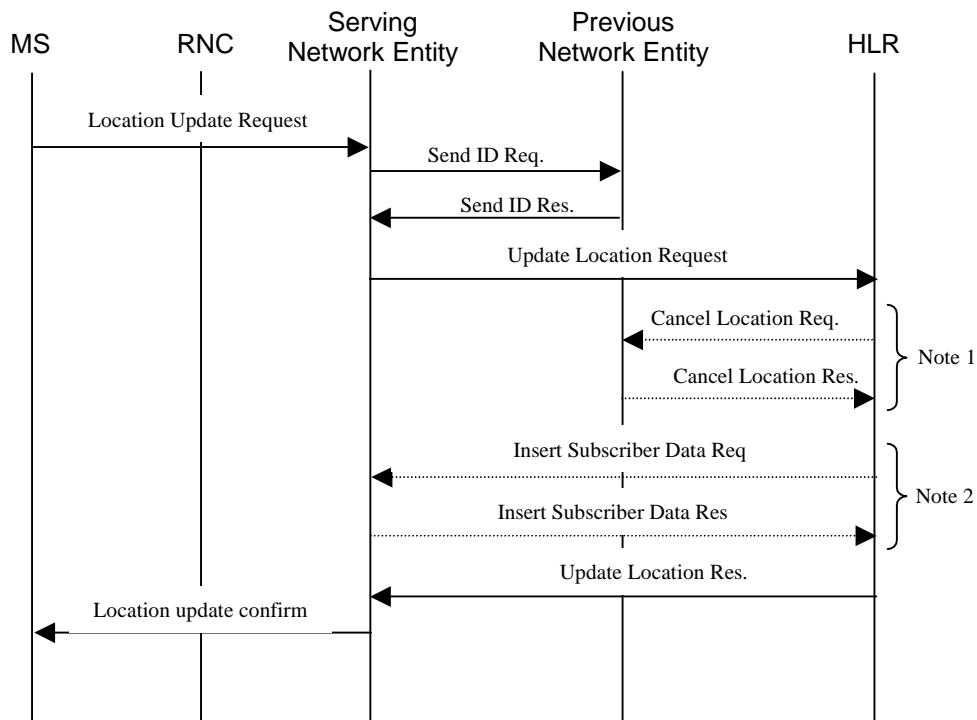 MS
RNC
Serving
Network Entity
Previous
Network Entity
HLR
Location Update Request
Send ID Req.
Send ID Res.
Update Location Request
Cancel Location Req.
Note 1
Cancel Location Res.
Insert Subscriber Data Req
Note 2
Insert Subscriber Data Res
Update Location Res.
Location update confirm